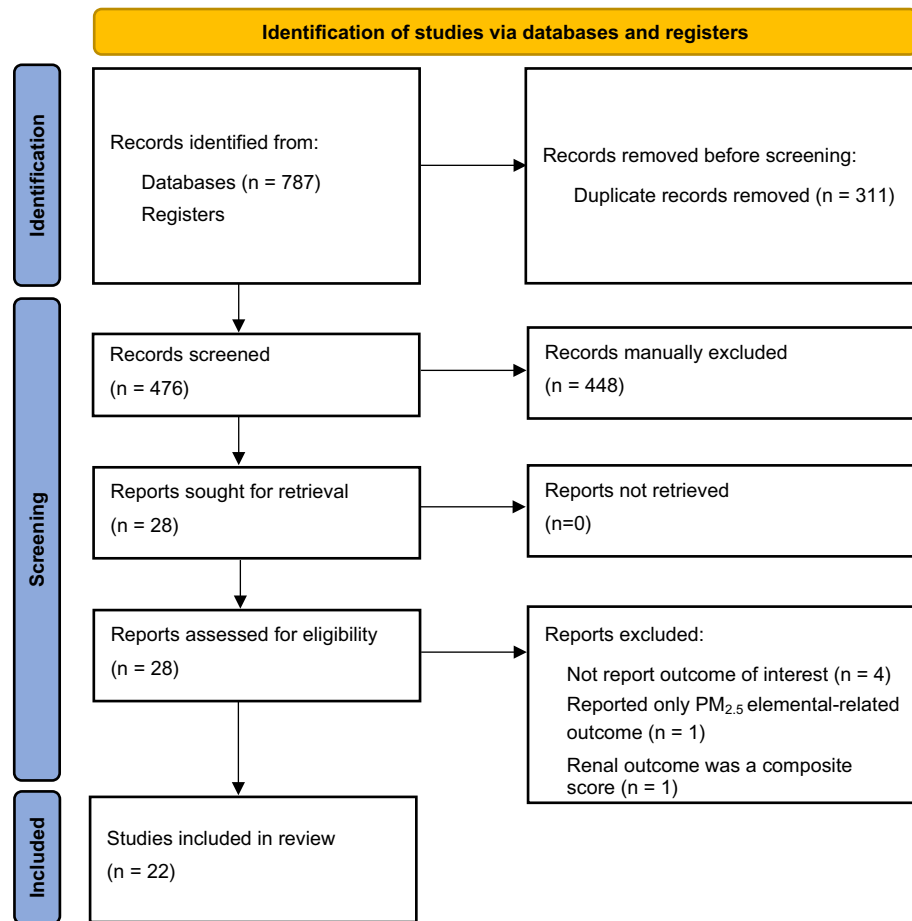 Identification of studies via databases and registers
Identification
Records identified from:
Databases (n = 787)
Registers
Records removed before screening:
Duplicate records removed (n = 311)
Screening
Records screened
(n = 476)
Records manually excluded
(n = 448)
Reports sought for retrieval
(n = 28)
Reports not retrieved
(n=0)
Reports assessed for eligibility
(n = 28)
Reports excluded:
Not report outcome of interest (n = 4)
Reported only PM2.5 elemental-related
outcome (n = 1)
Renal outcome was a composite
score (n = 1)
Included
Studies included in review
(n = 22)